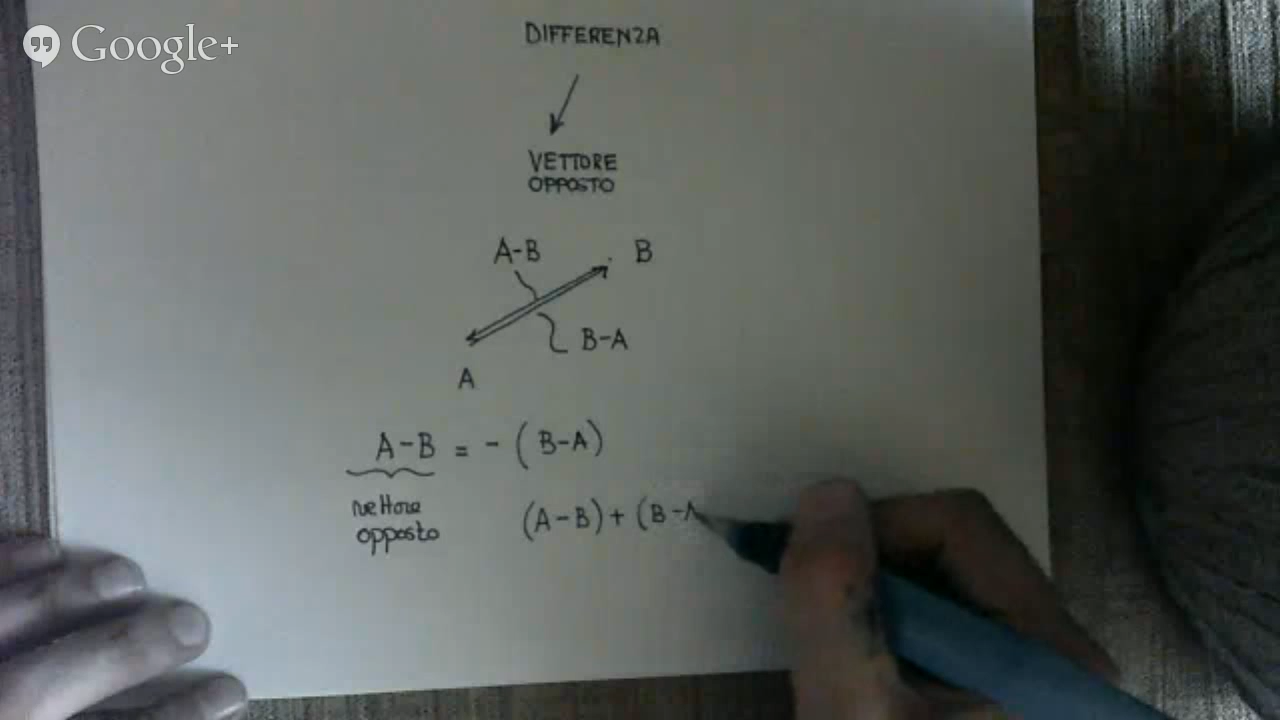 Google+
DIFFERENZA
VETTORE
OPPOSTO
A-B
B
B-A
A
A-B = - (B-A)
vettore
opposto
(A-B) + (B-A